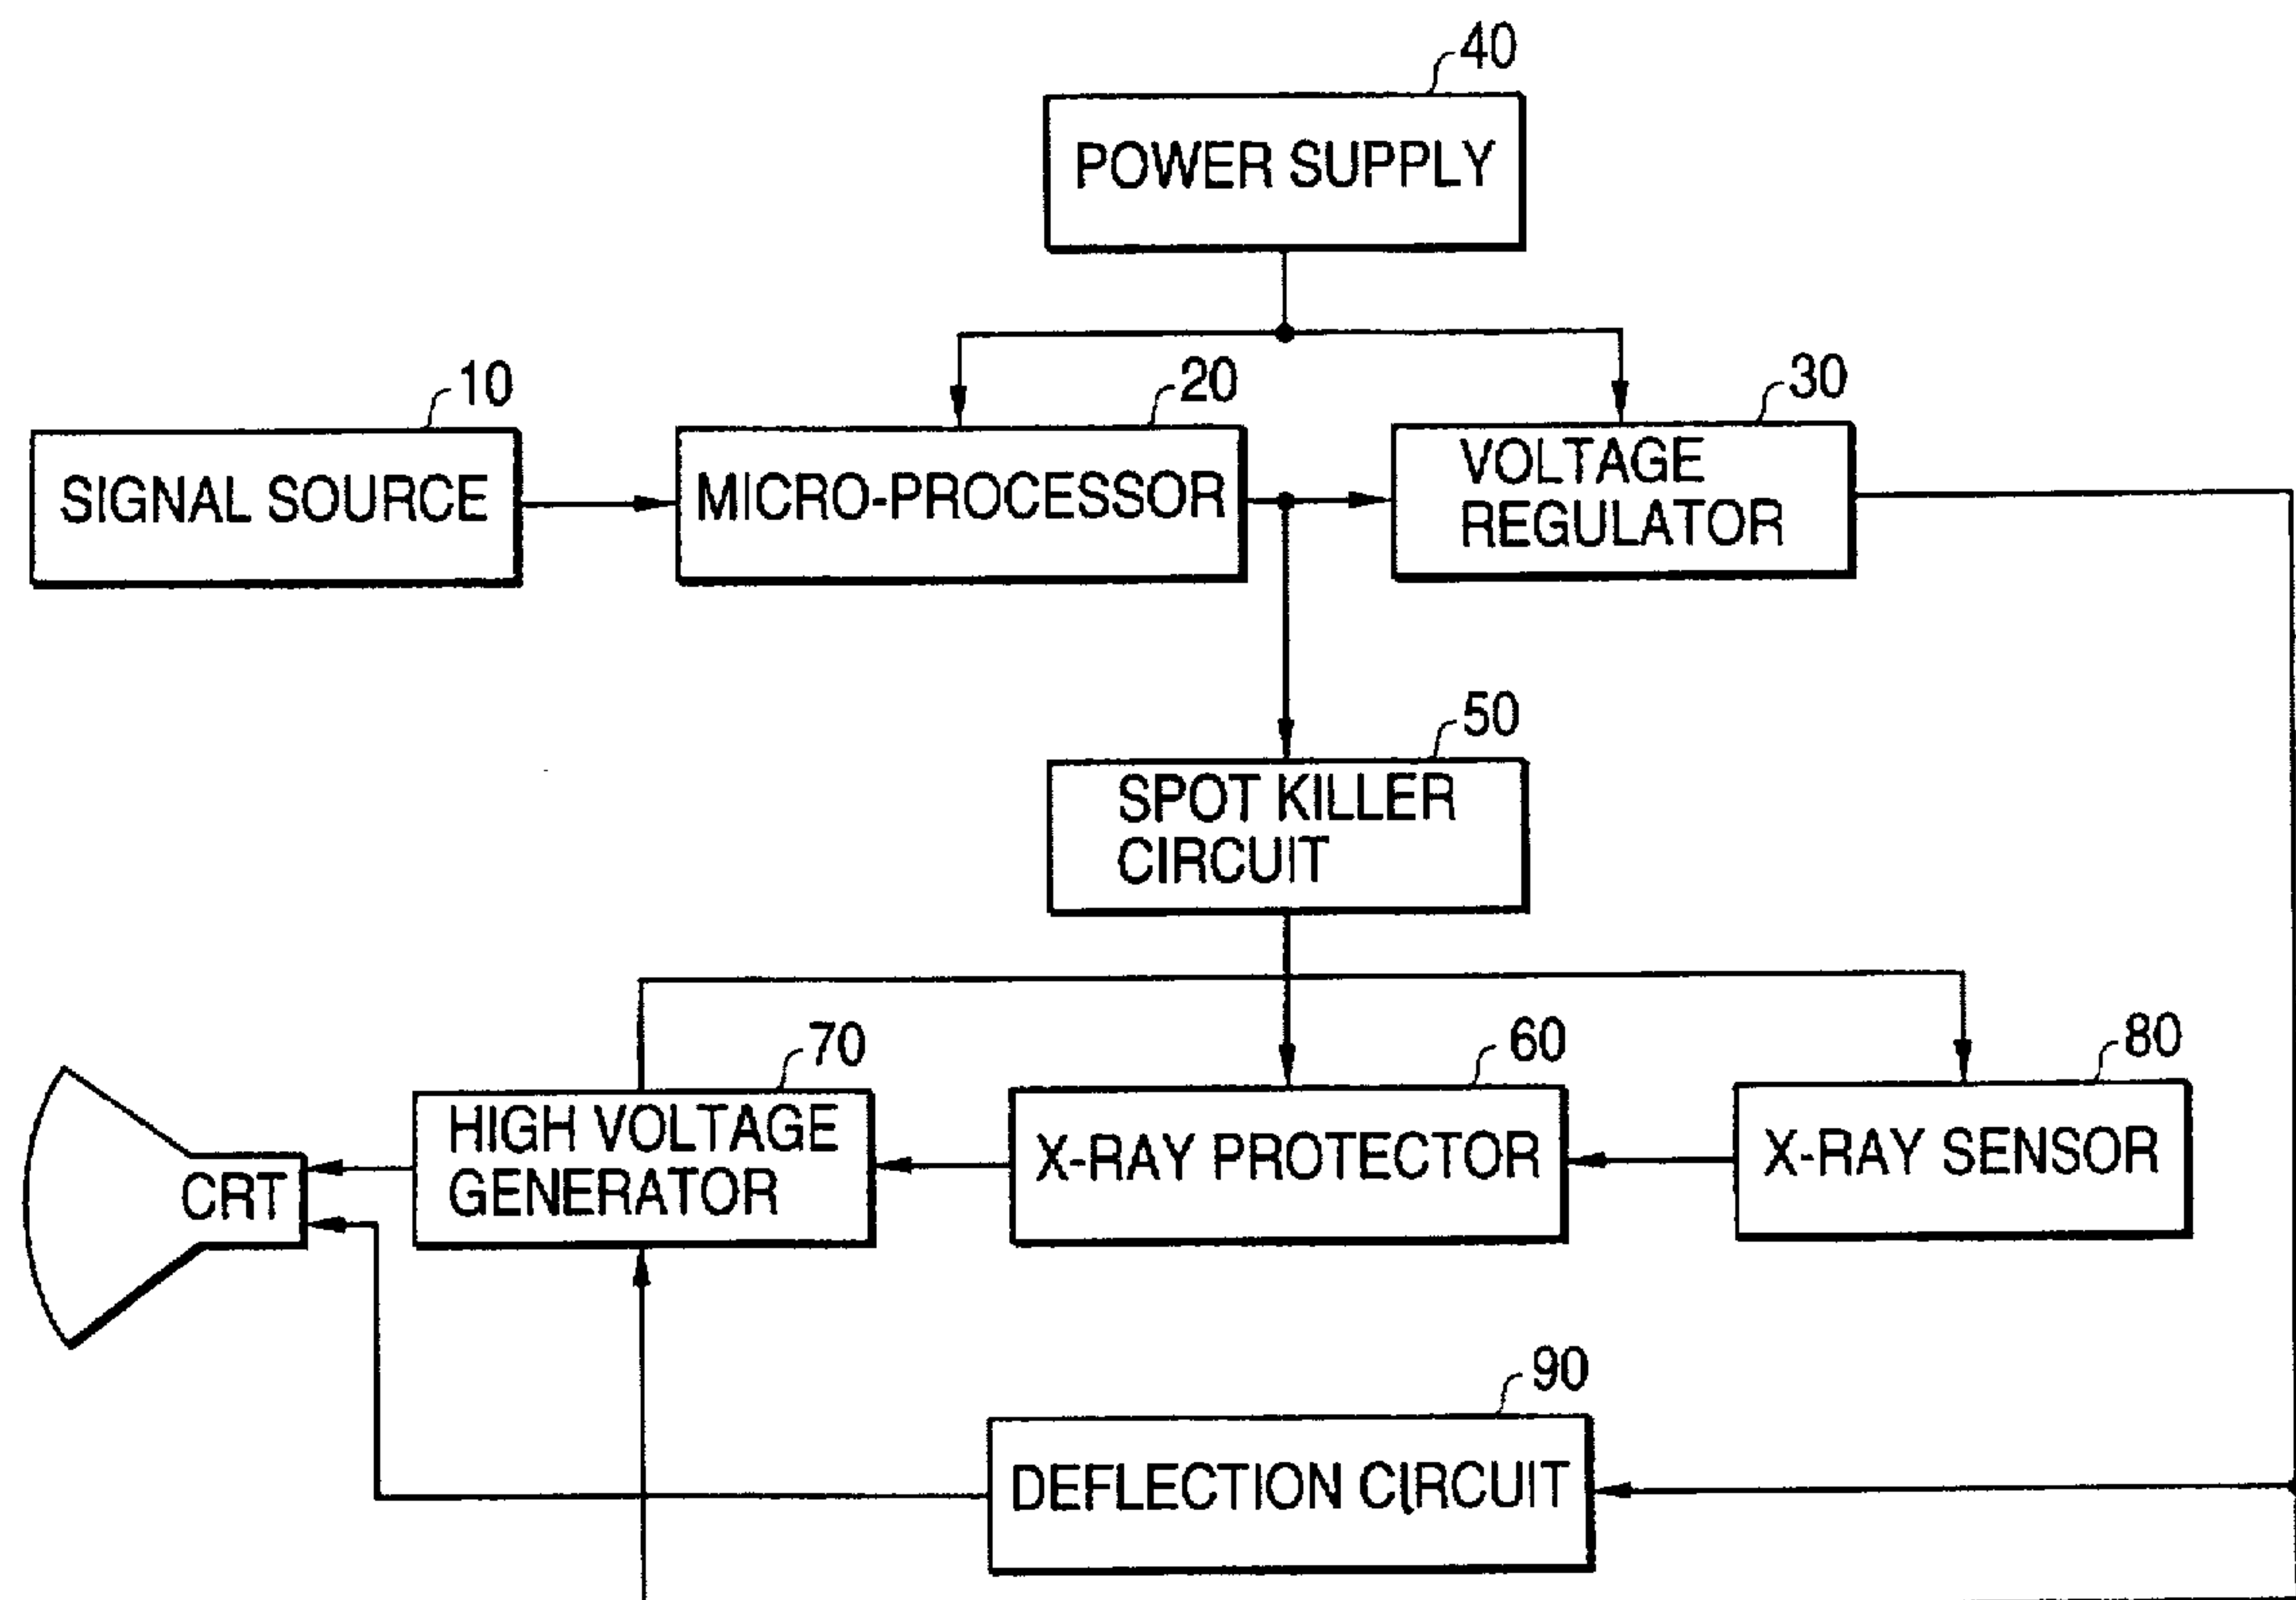 40
POWER SUPPLY
10
20
30
SIGNAL SOURCE
MICRO-PROCESSOR
VOLTAGE
REGULATOR
50
SPOT KILLER
CIRCUIT
70
60
80
CRT
HIGH VOLTAGE
GENERATOR
X-RAY PROTECTOR
X-RAY SENSOR
90
DEFLECTION CIRCUIT